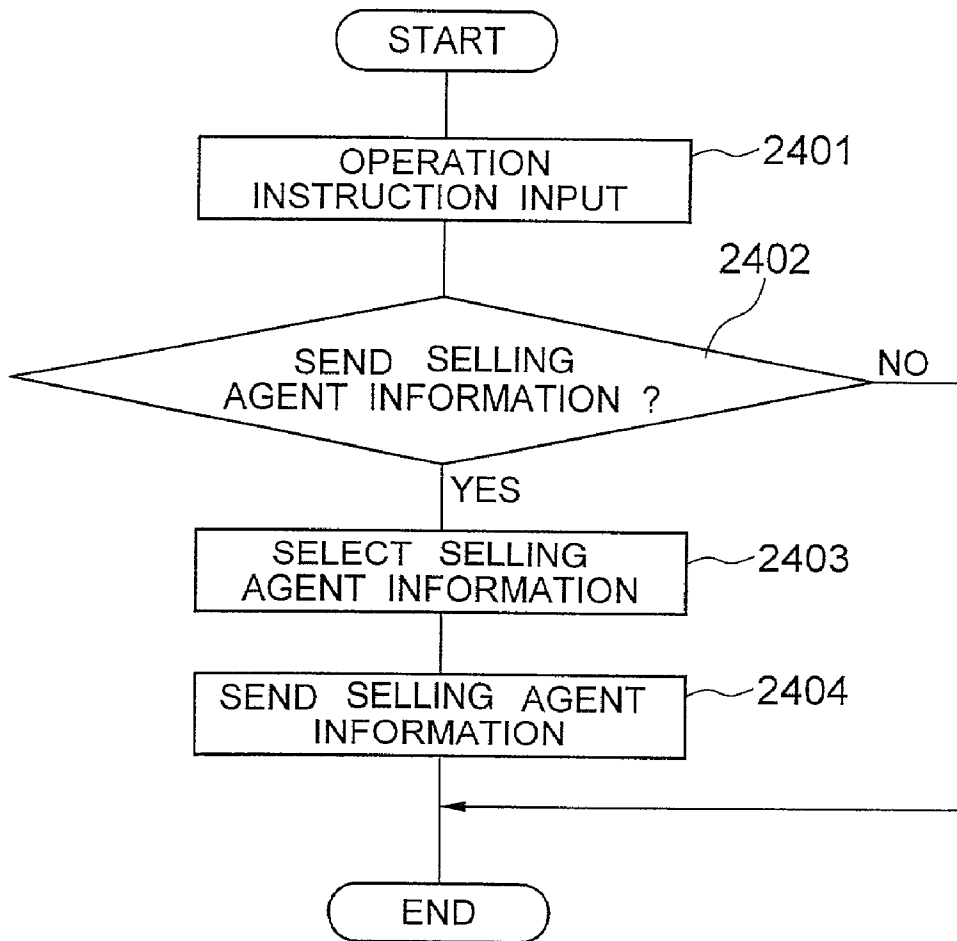 START
OPERATION
INSTRUCTION INPUT
2401
2402
SEND SELLING
AGENT INFORMATION ?
NO
YES
SELECT SELLING
AGENT INFORMATION
2403
SEND SELLING AGENT
INFORMATION
2404
END